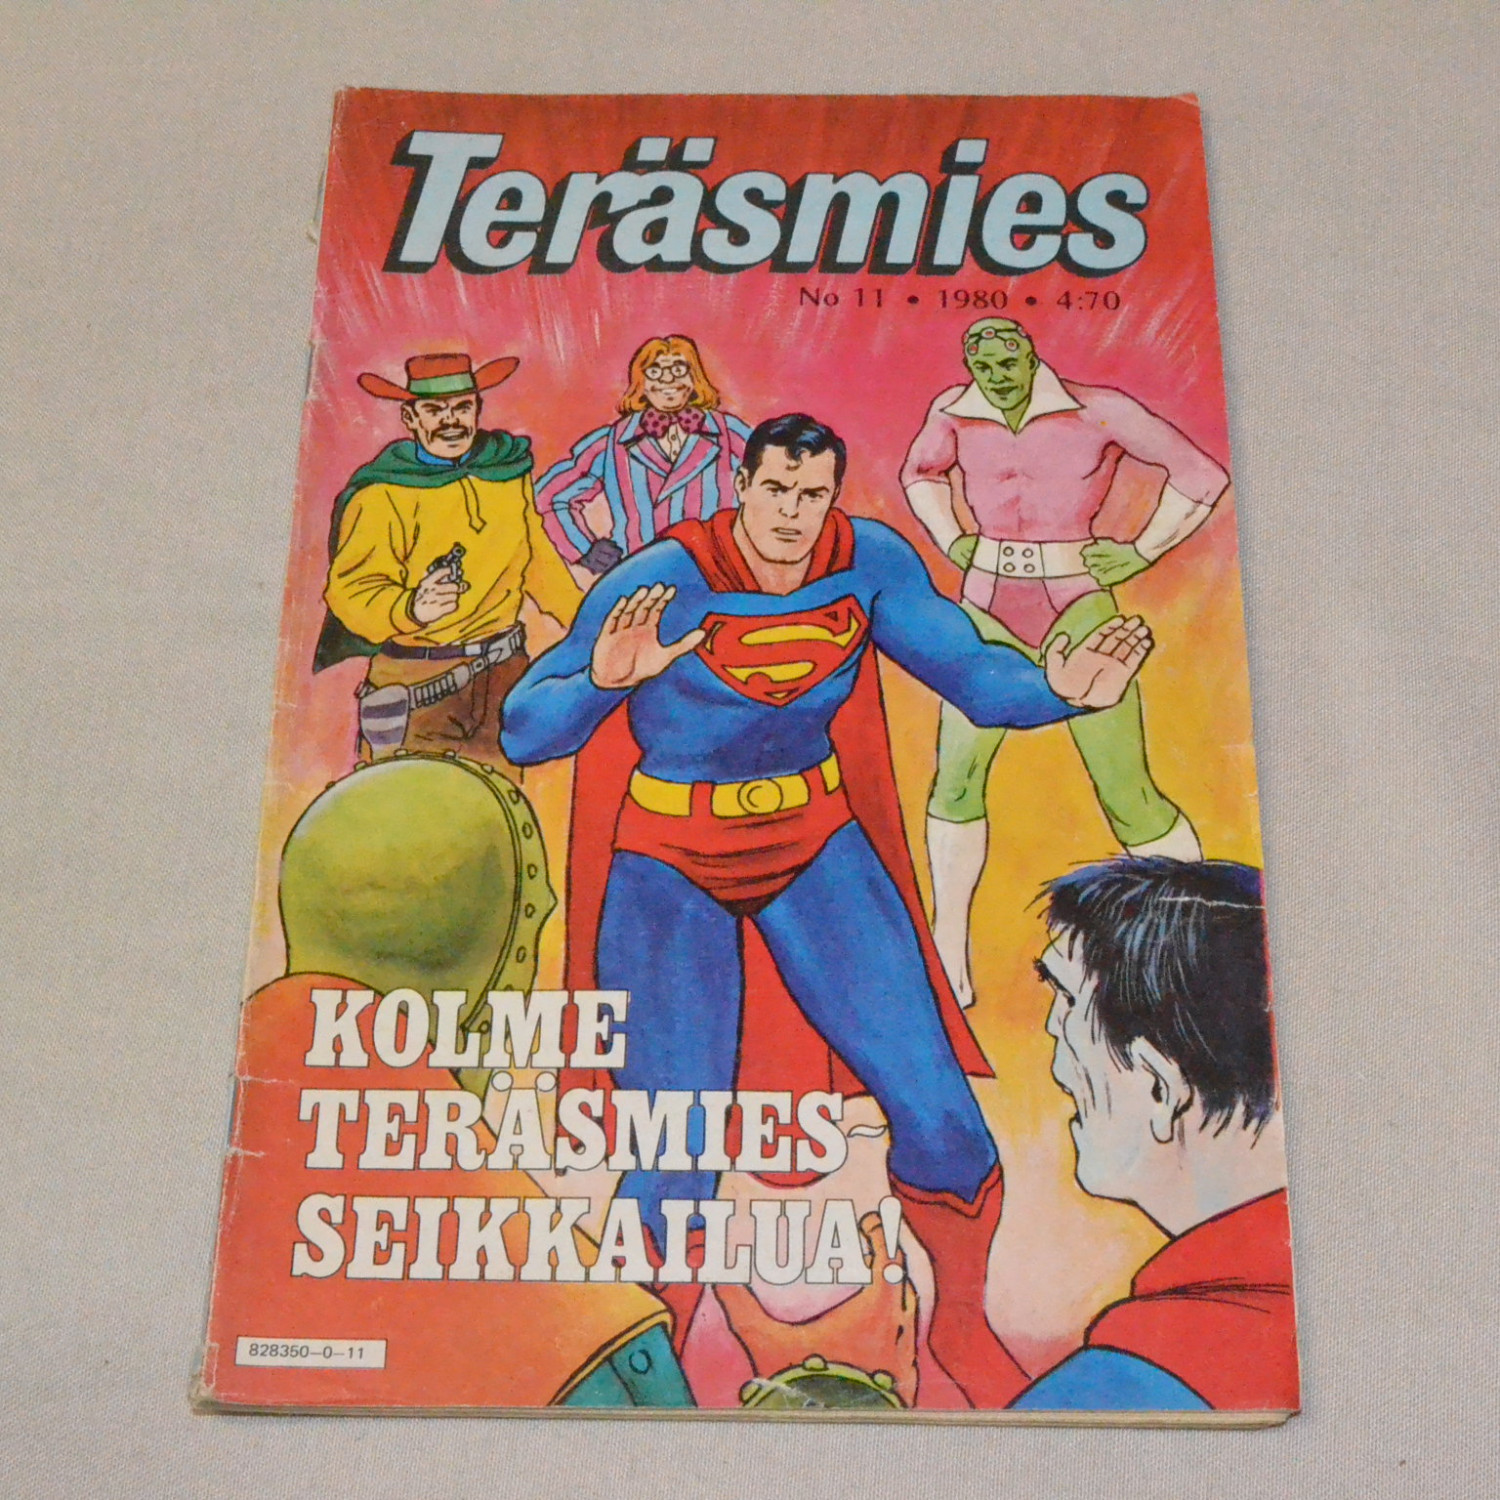 Teräsmies
No 11 • 1980 • 4:70
S
KOLME
TERÄSMIES-
SEIKKAILUA!
828350-0-11